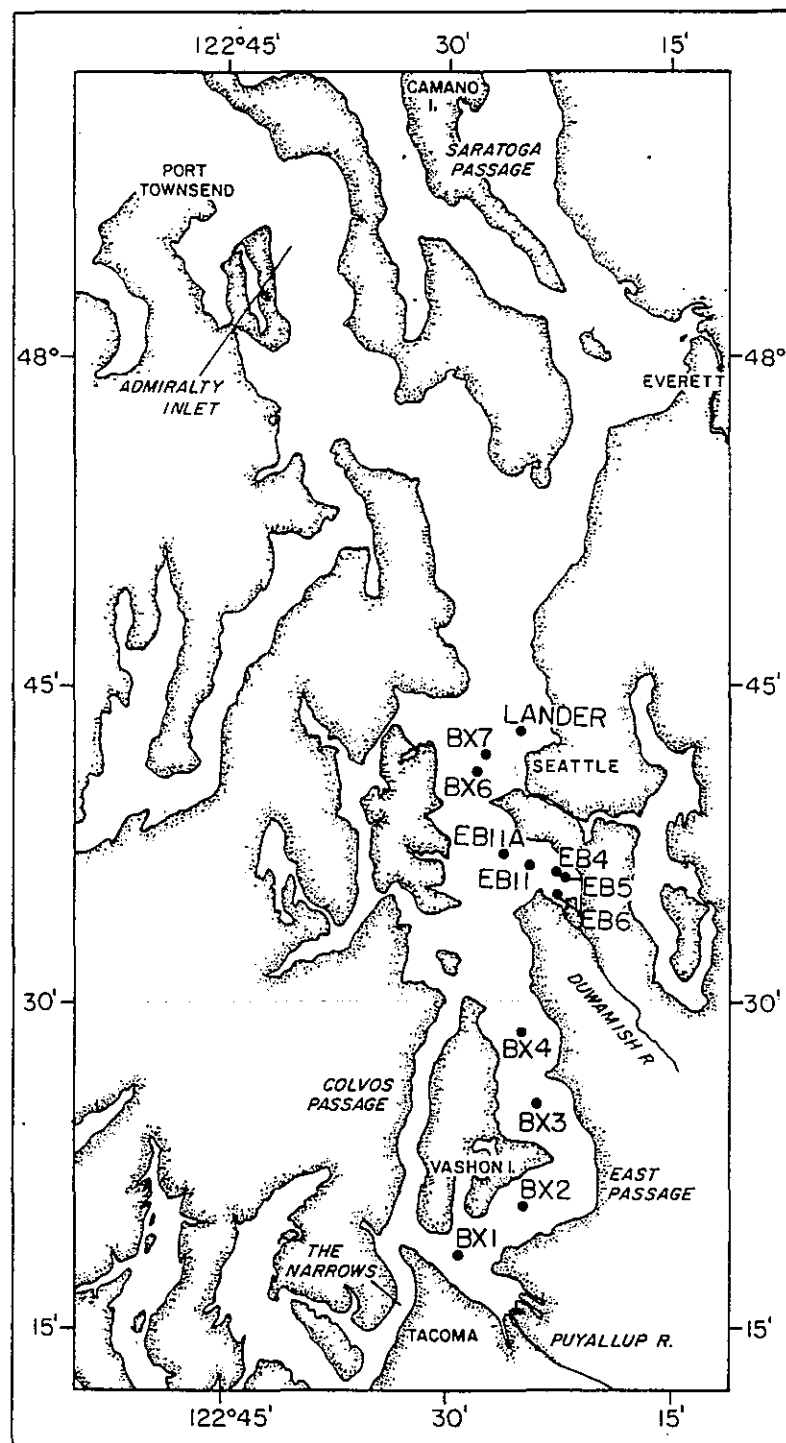 122°45' 30' 15'
CAMANO
I.
SARATOGA
PASSAGE
PORT
TOWNSEND
48° 48°
ADMIRALTY
INLET
EVERETT
45' 45'
LANDER
BX7
SEATTLE
BX6
EB11A
EB4
EB11
EB5
EB6
30' 30'
DUWAMISH R
BX4
COLVOS
PASSAGE
BX3
VASHON I.
EAST
PASSAGE
BX2
BX1
THE
NARROWS
15' 15'
TACOMA
PUYALLUP R.
122°45' 30' 15'